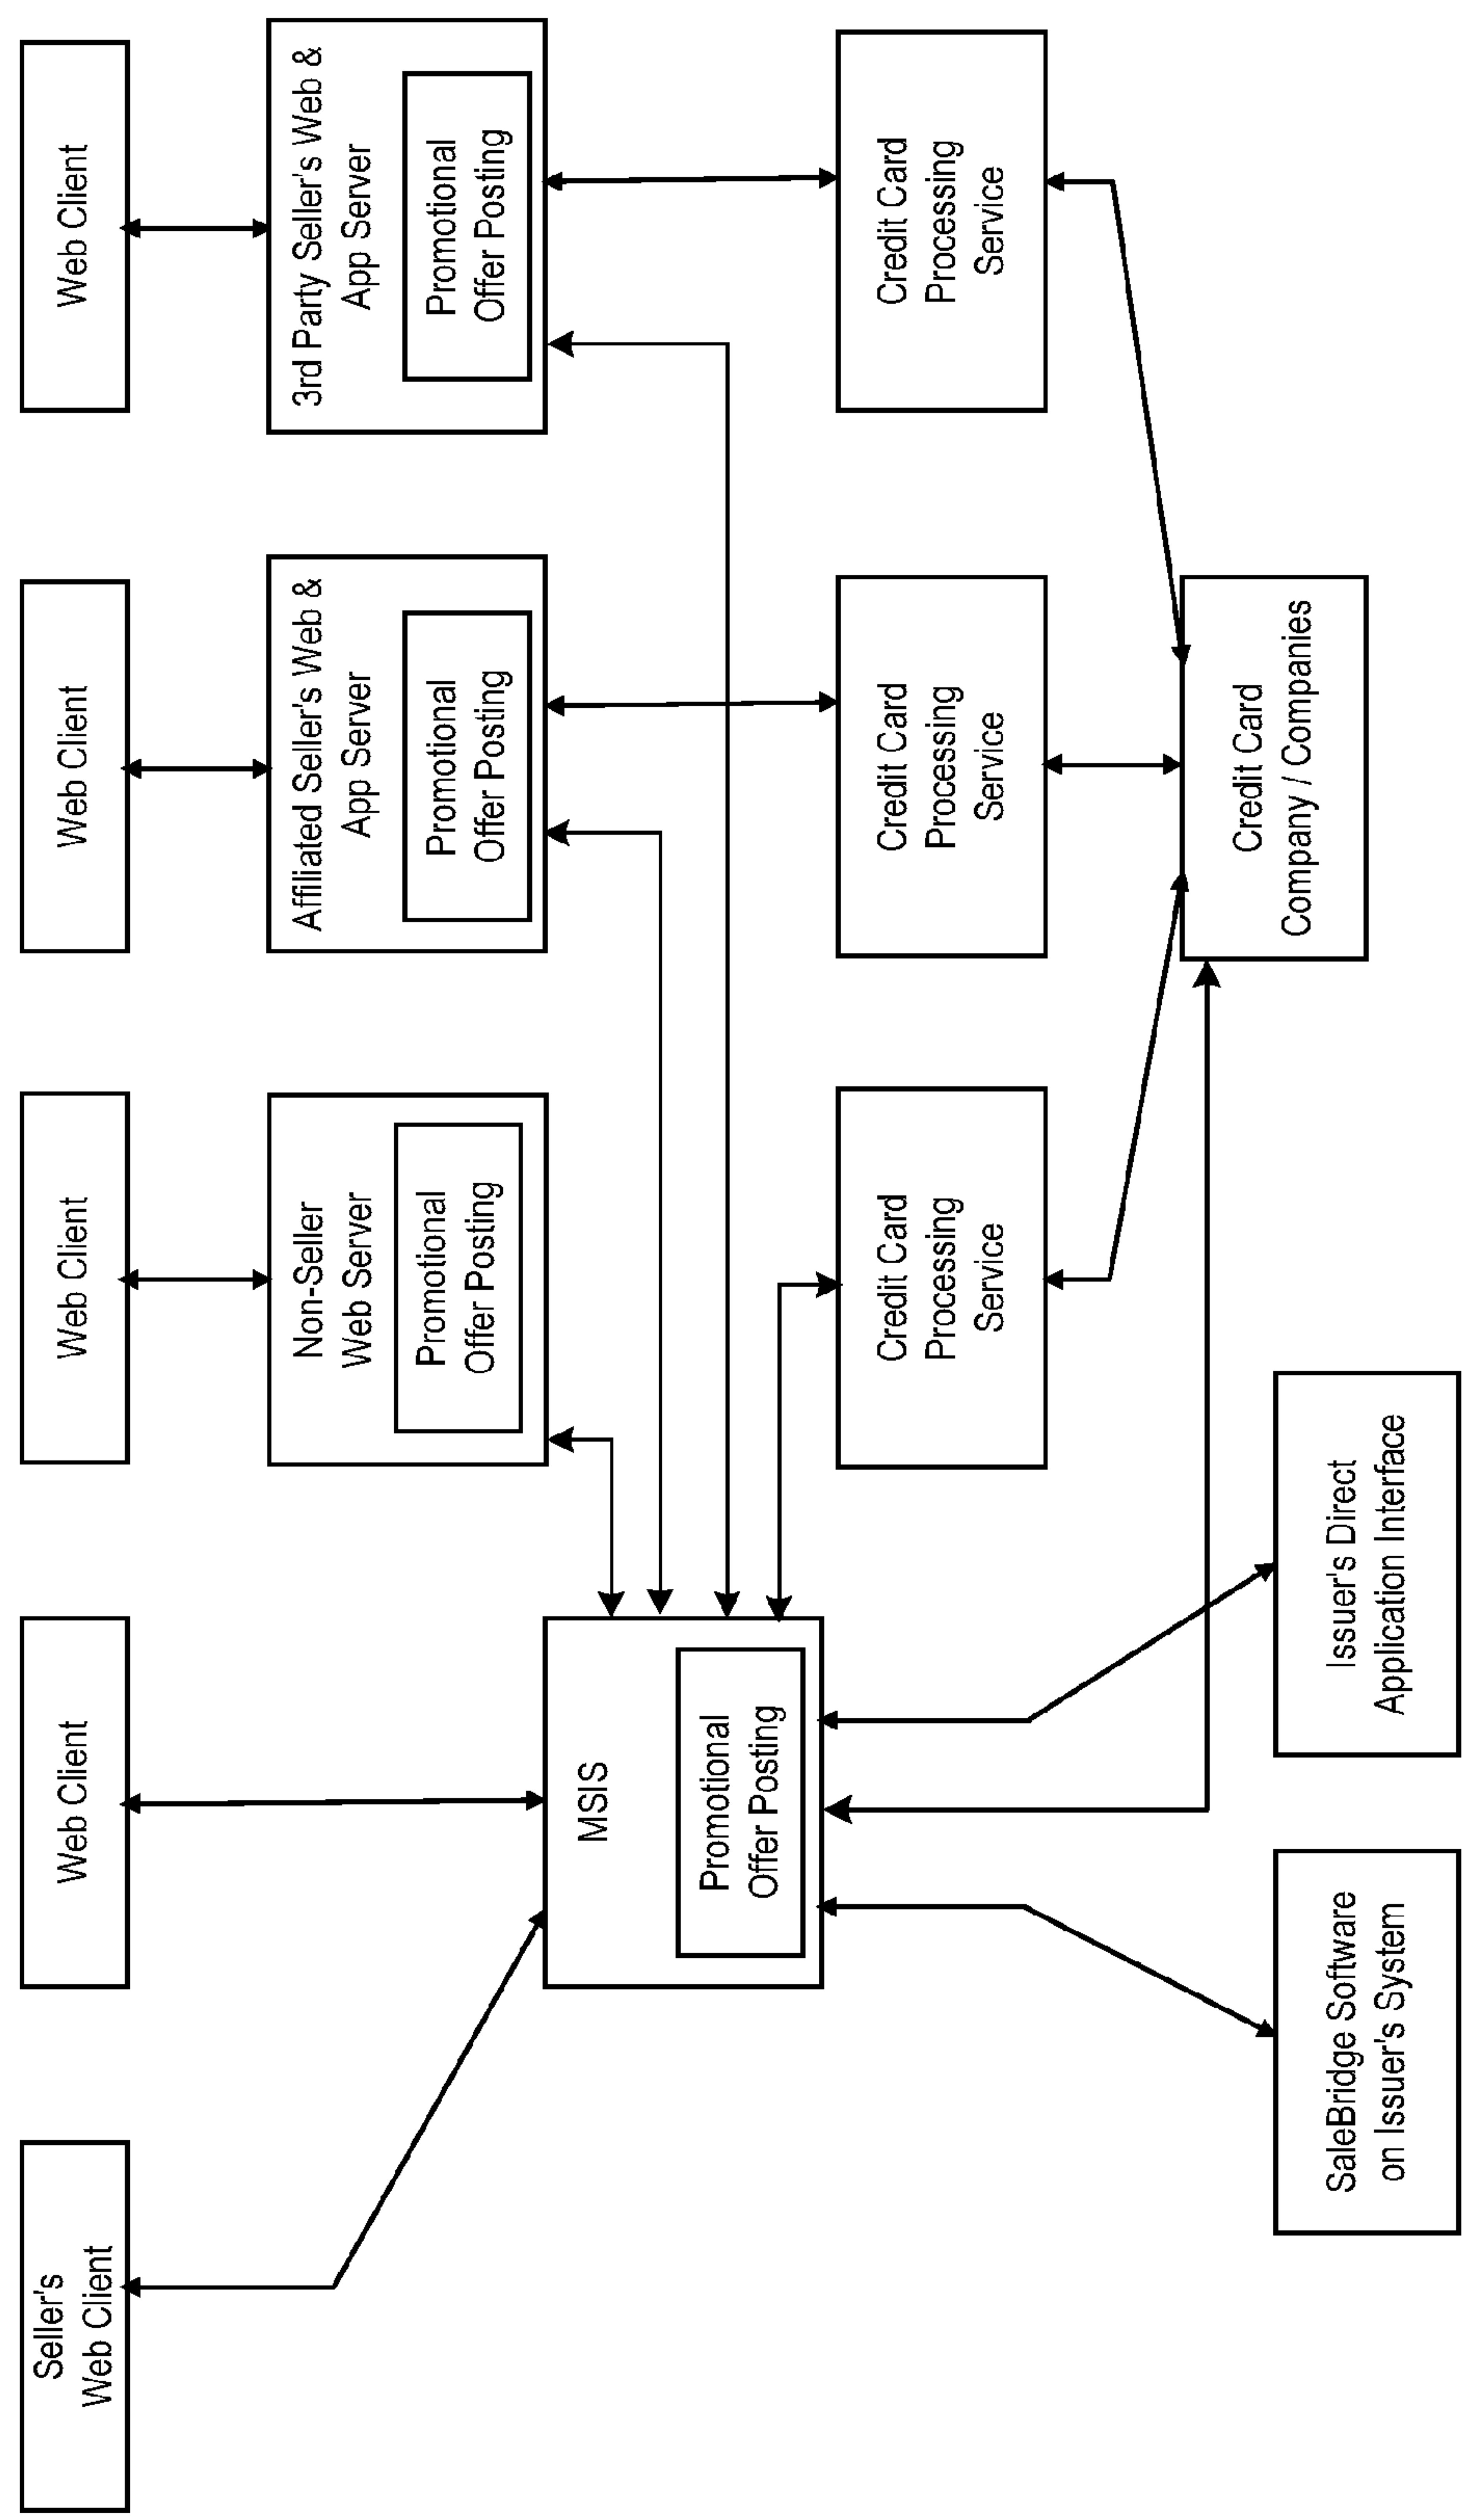 Seller's
Web Client
Web Client
Web Client
Web Client
Web Client
MSIS
Promotional
Offer Posting
Non-Seller
Web Server
Promotional
Offer Posting
Affiliated Seller's Web &
App Server
Promotional
Offer Posting
3rd Party Seller's Web &
App Server
Promotional
Offer Posting
Credit Card
Processing
Service
Credit Card
Processing
Service
Credit Card
Processing
Service
SaleBridge Software
on Issuer's System
Issuer's Direct
Application Interface
Credit Card
Company / Companies